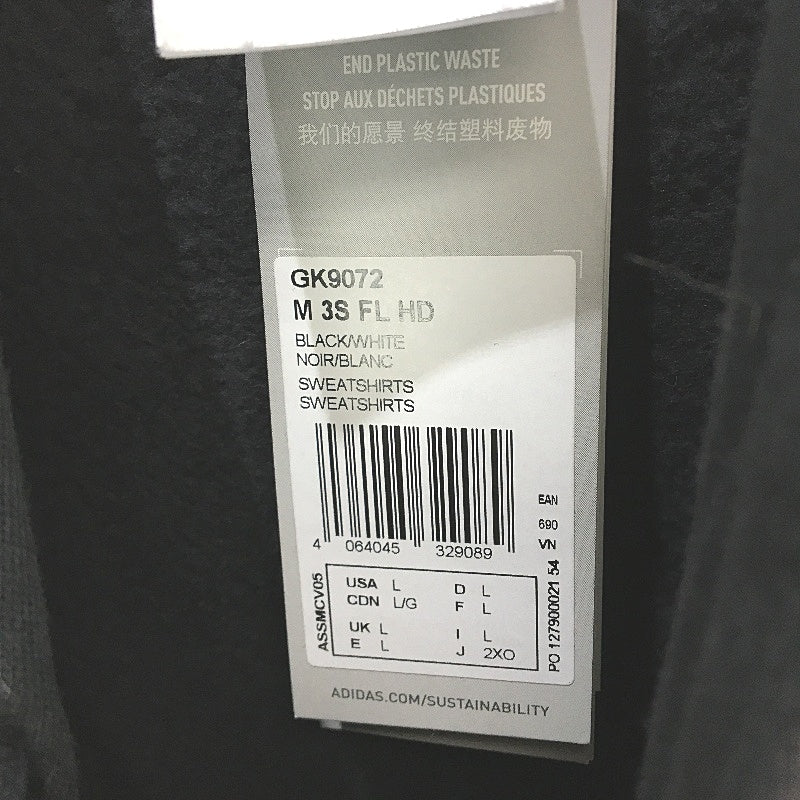 END PLASTIC WASTE
STOP AUX DÉCHETS PLASTIQUES
我们的愿景 终结塑料废物
GK9072
M 3S FL HD
BLACK/WHITE
NOIR/BLANC
SWEATSHIRTS
SWEATSHIRTS
EAN
690
VN
4 064045 329089
ASSMCV05
USA L D L
CDN L/G F L
UK L I L
E L J 2XO
PO 127900021 54
ADIDAS.COM/SUSTAINABILITY